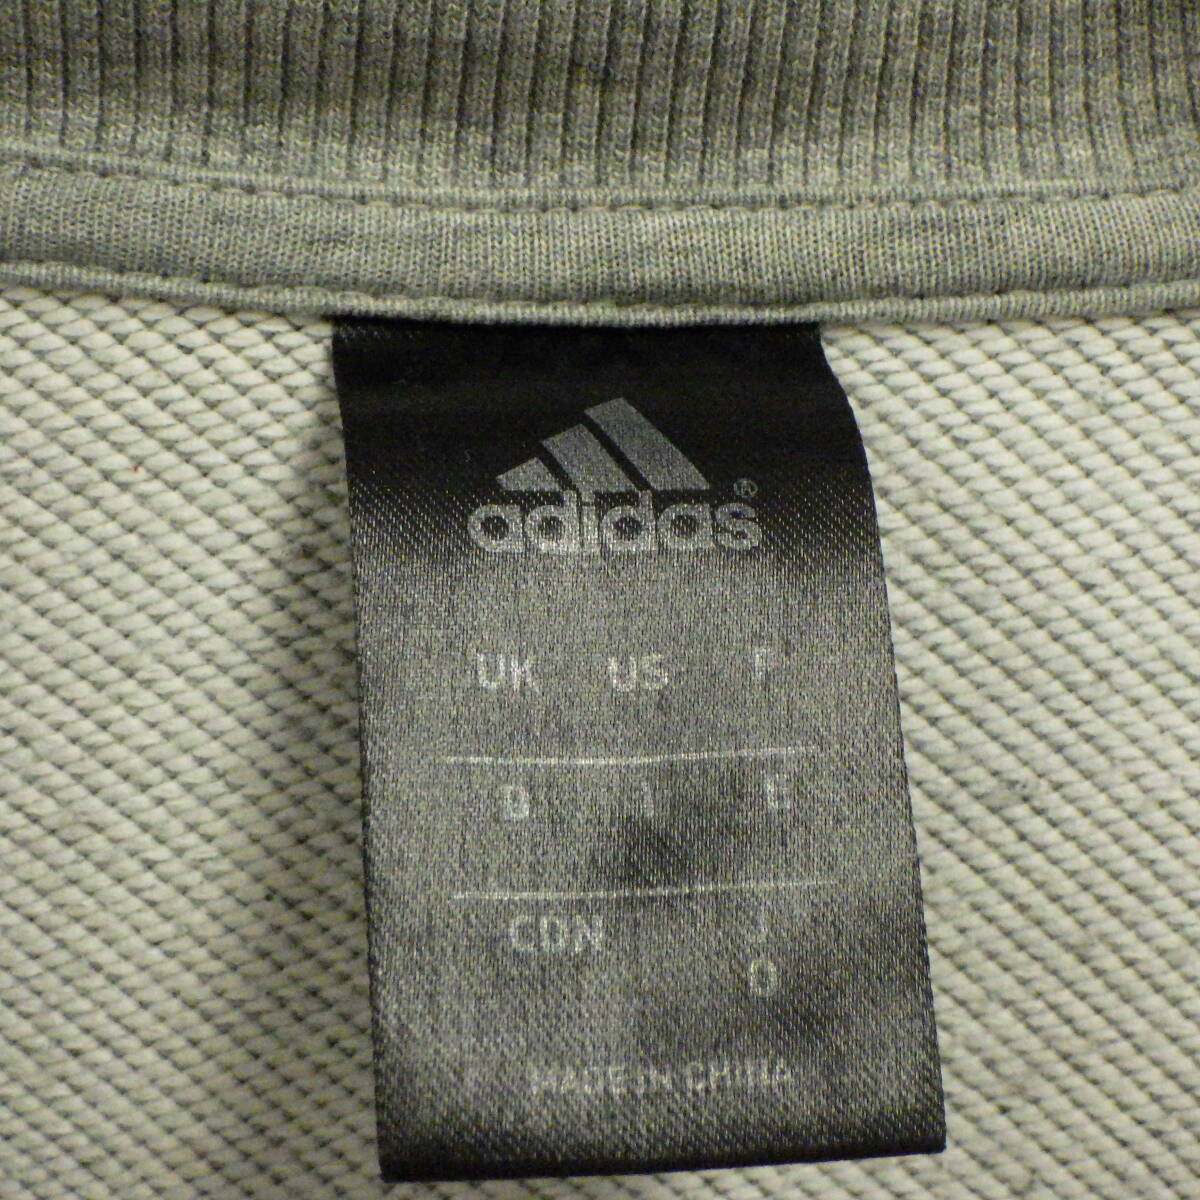 adidas®
UK US F
D I E
CDN J
O
MADE IN CHINA